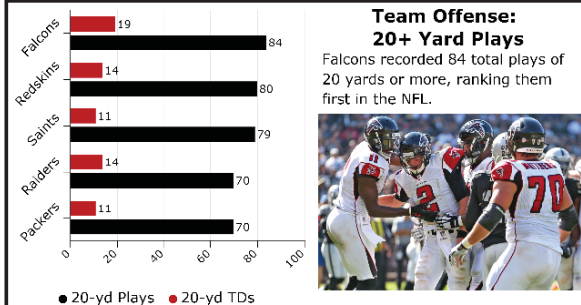 Team Offense:
20+ Yard Plays
Falcons recorded 84 total plays of
20 yards or more, ranking them
first in the NFL.
Falcons
19
84
Redskins
14
80
Saints
11
79
Raiders
14
70
Packers
11
70
0
20
40
60
80
100
20-yd Plays 20-yd TDs
11
2
70